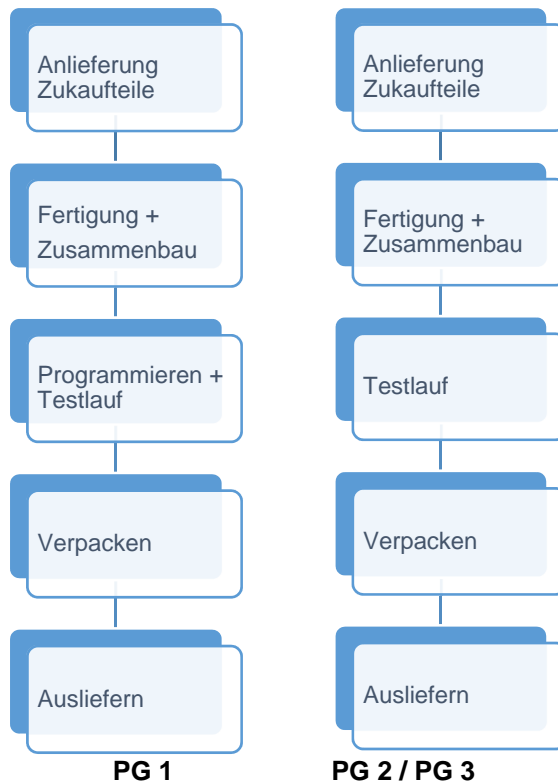 Anlieferung
Zukaufteile
Fertigung +
Zusammenbau
Programmieren +
Testlauf
Verpacken
Ausliefern
PG 1
Anlieferung
Zukaufteile
Fertigung +
Zusammenbau
Testlauf
Verpacken
Ausliefern
PG 2 / PG 3